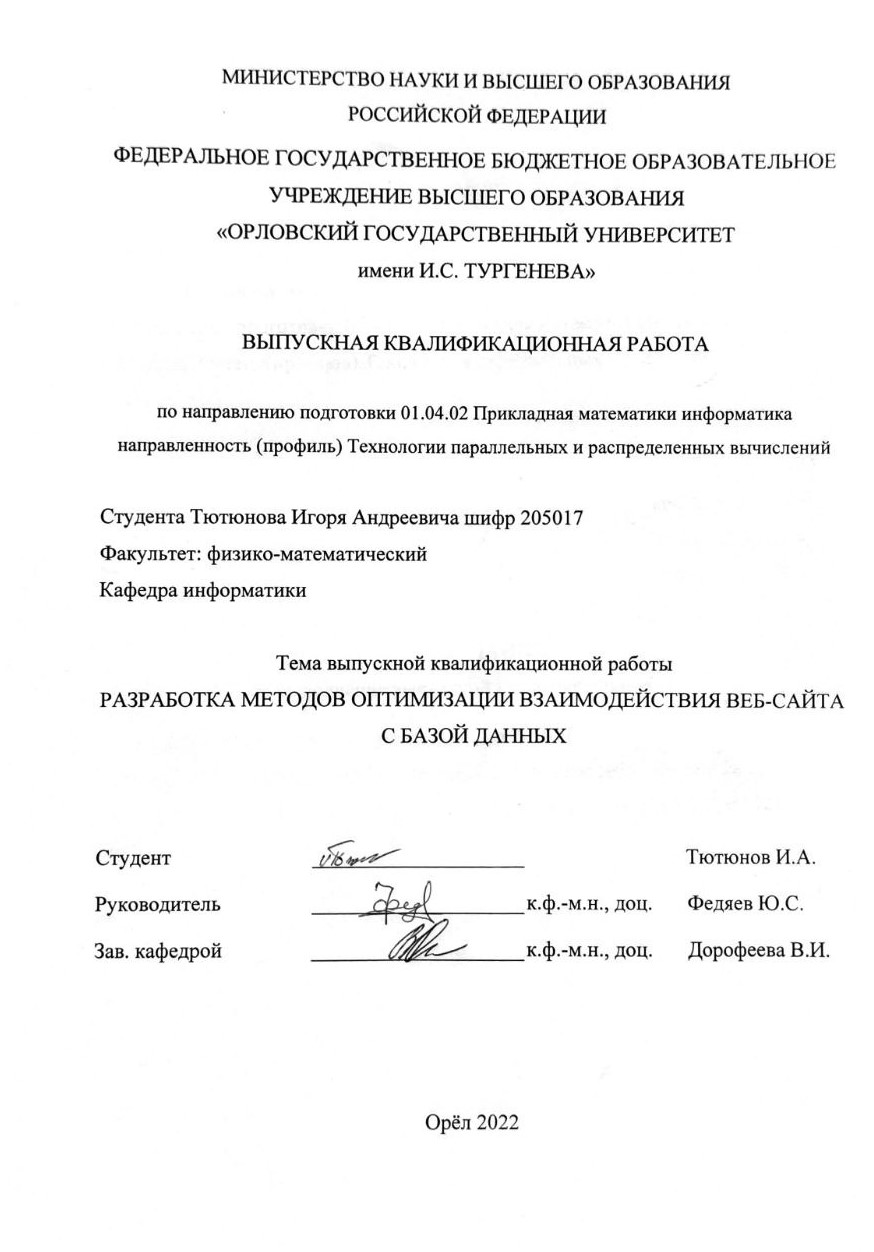 МИНИСТЕРСТВО НАУКИ И ВЫСШЕГО ОБРАЗОВАНИЯ
РОССИЙСКОЙ ФЕДЕРАЦИИ
ФЕДЕРАЛЬНОЕ ГОСУДАРСТВЕННОЕ БЮДЖЕТНОЕ ОБРАЗОВАТЕЛЬНОЕ
УЧРЕЖДЕНИЕ ВЫСШЕГО ОБРАЗОВАНИЯ
«ОРЛОВСКИЙ ГОСУДАРСТВЕННЫЙ УНИВЕРСИТЕТ
имени И.С. ТУРГЕНЕВА»
ВЫПУСКНАЯ КВАЛИФИКАЦИОННАЯ РАБОТА
по направлению подготовки 01.04.02 Прикладная математики информатика
направленность (профиль) Технологии параллельных и распределенных вычислений
Студента Тютюнова Игоря Андреевича шифр 205017
Факультет: физико-математический
Кафедра информатики
Тема выпускной квалификационной работы
РАЗРАБОТКА МЕТОДОВ ОПТИМИЗАЦИИ ВЗАИМОДЕЙСТВИЯ ВЕБ-САЙТА
С БАЗОЙ ДАННЫХ
Студент Тютюнов И.А.
Руководитель к.ф.-м.н., доц. Федяев Ю.С.
Зав. кафедрой к.ф.-м.н., доц. Дорофеева В.И.
Орёл 2022